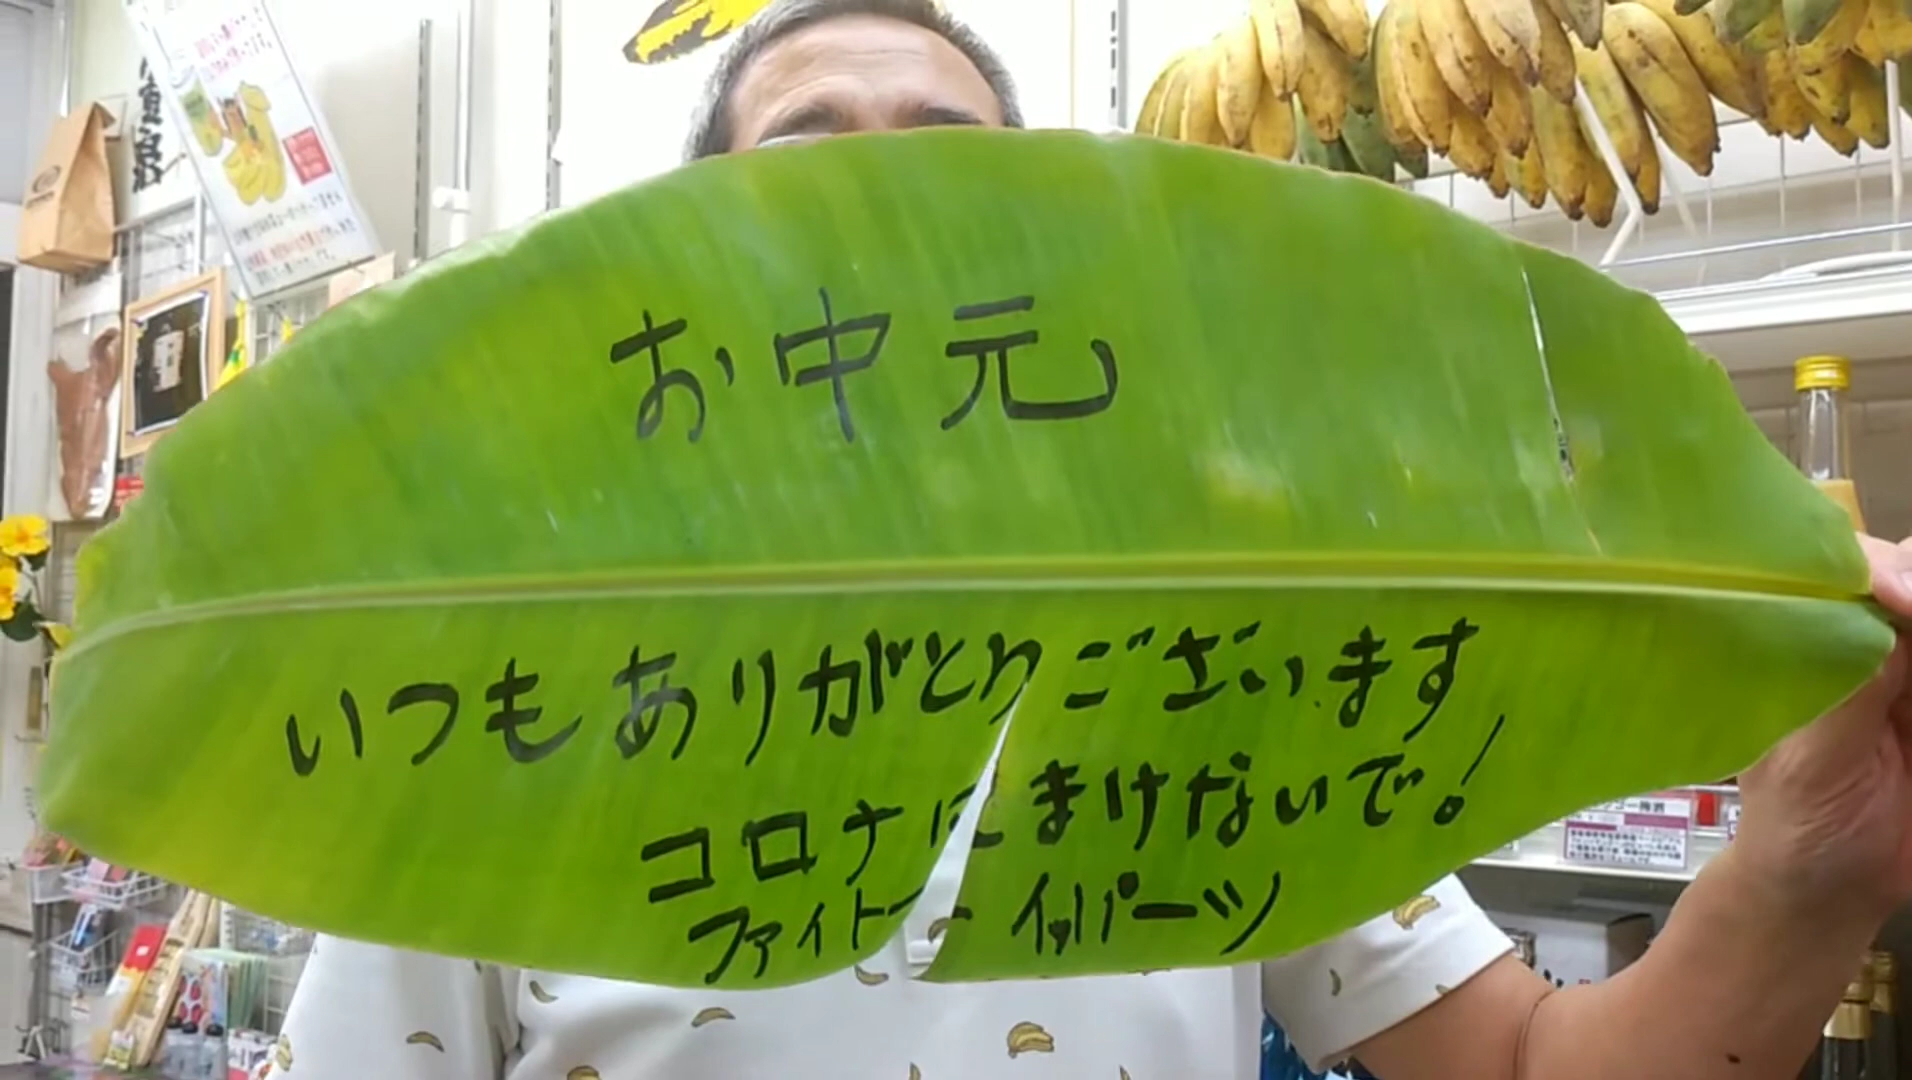 お中元
いつもありがとうございます
コロナにまけないで!
ファイトー イッパーツ